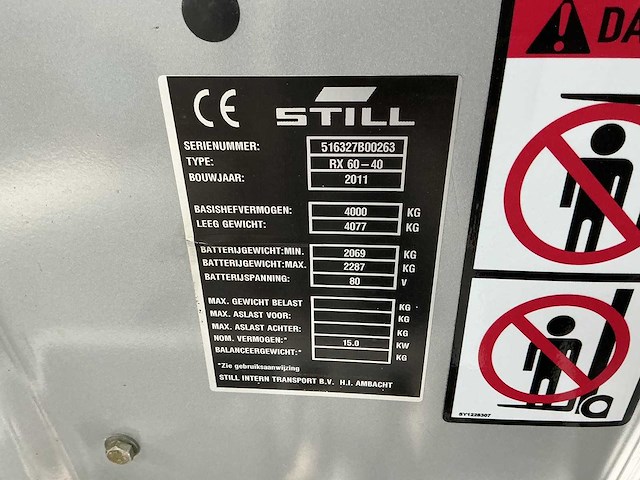 CE STILL
SERIENUMMER: 516327B00263
TYPE: RX 60-40
BOUWJAAR: 2011
BASISHEFVERMOGEN: 4000 KG
LEEG GEWICHT: 4077 KG
BATTERIJGEWICHT:MIN. 2069 KG
BATTERIJGEWICHT:MAX. 2287 KG
BATTERIJSPANNING: 80 V
MAX. GEWICHT BELAST KG
MAX. ASLAST VOOR: KG
MAX. ASLAST ACHTER: KG
NOM. VERMOGEN:* 15.0 KW
BALANCEERGEWICHT:* KG
*Zie gebruiksaanwijzing
STILL INTERN TRANSPORT B.V. H.I. AMBACHT
DA
SY1228307